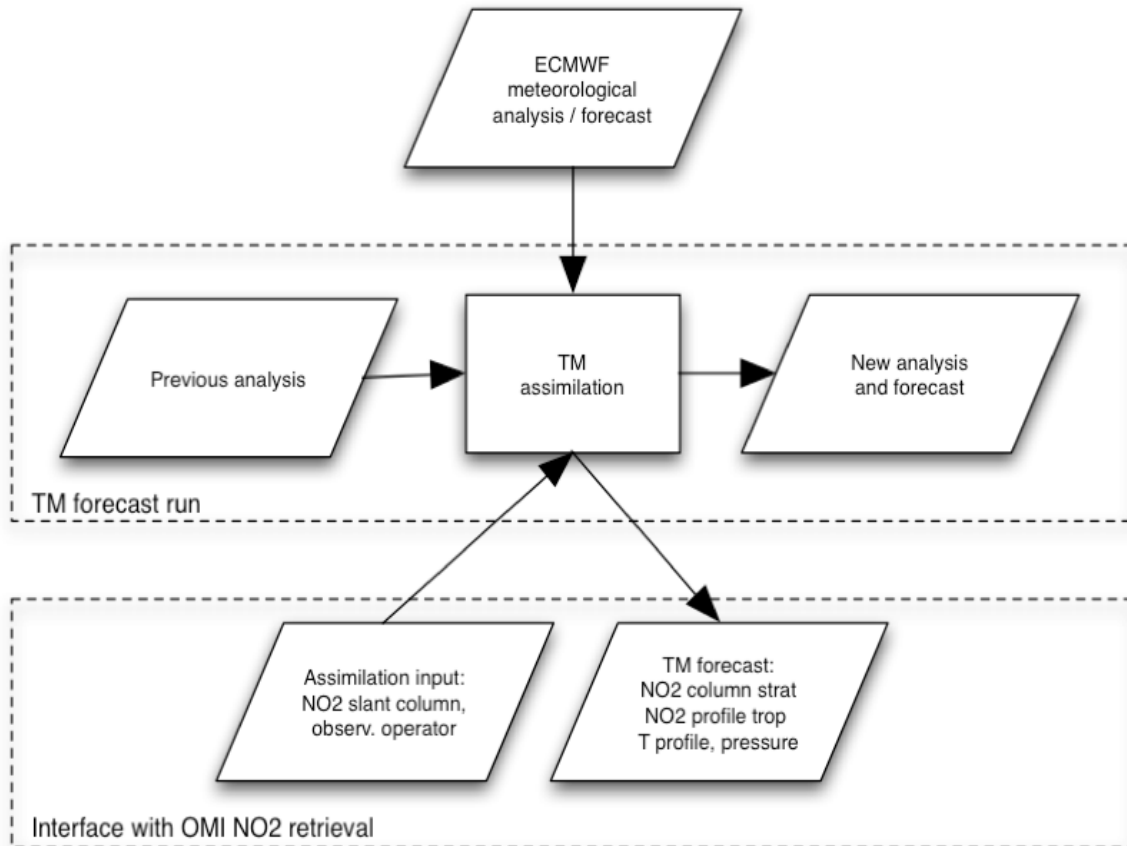 ECMWF
meteorological
analysis / forecast
Previous analysis
TM
assimilation
New analysis
and forecast
TM forecast run
Assimilation input:
NO2 slant column,
observ. operator
TM forecast:
NO2 column strat
NO2 profile trop
T profile, pressure
Interface with OMI NO2 retrieval